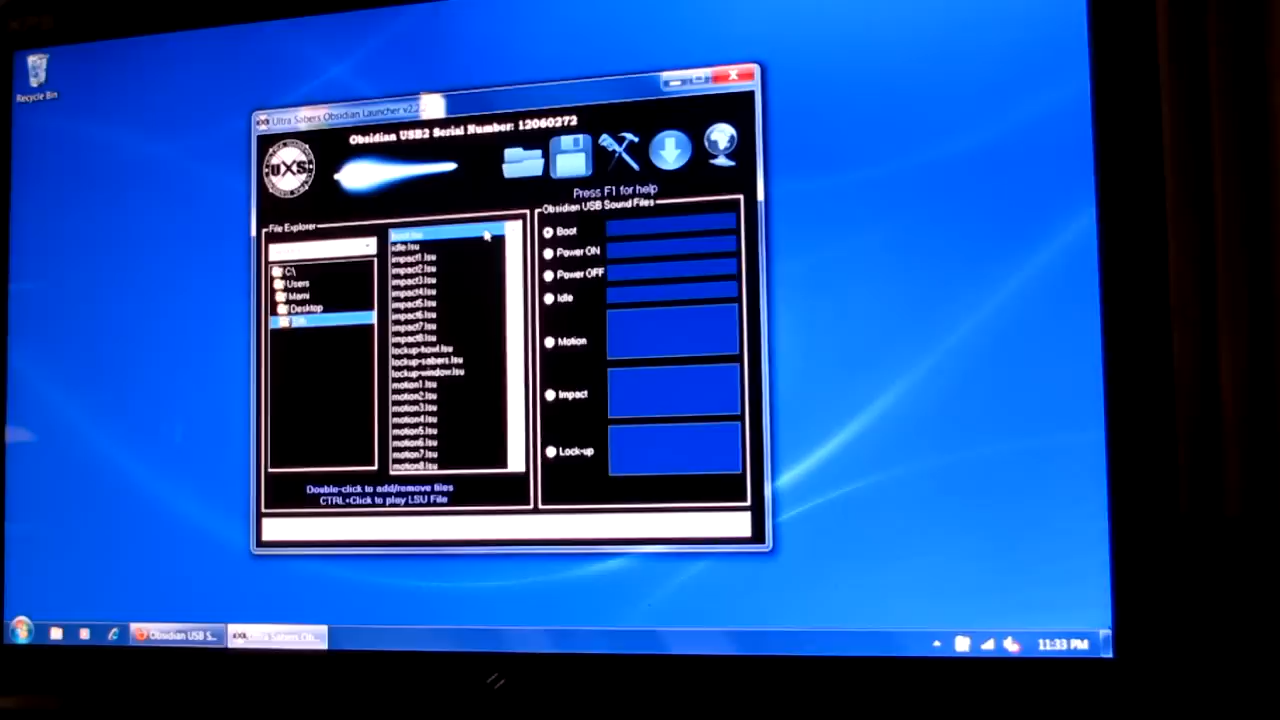 Recycle Bin
Ultra Sabers Obsidian Launcher v2.2
Obsidian USB2 Serial Number: 12060272
UXS
Press F1 for help
File Explorer
C:\
Users
Mami
Desktop
boot.lsu
idle.lsu
impact1.lsu
impact2.lsu
impact3.lsu
impact4.lsu
impact5.lsu
impact6.lsu
impact7.lsu
impact8.lsu
lockup-howl.lsu
lockup-sabers.lsu
lockup-window.lsu
motion1.lsu
motion2.lsu
motion3.lsu
motion4.lsu
motion5.lsu
motion6.lsu
motion7.lsu
motion8.lsu
Double-click to add/remove files
CTRL+Click to play LSU File
Obsidian USB Sound Files
Boot
Power ON
Power OFF
Idle
Motion
Impact
Lock-up
Obsidian USB S...
Ultra Sabers Ob...
11:33 PM